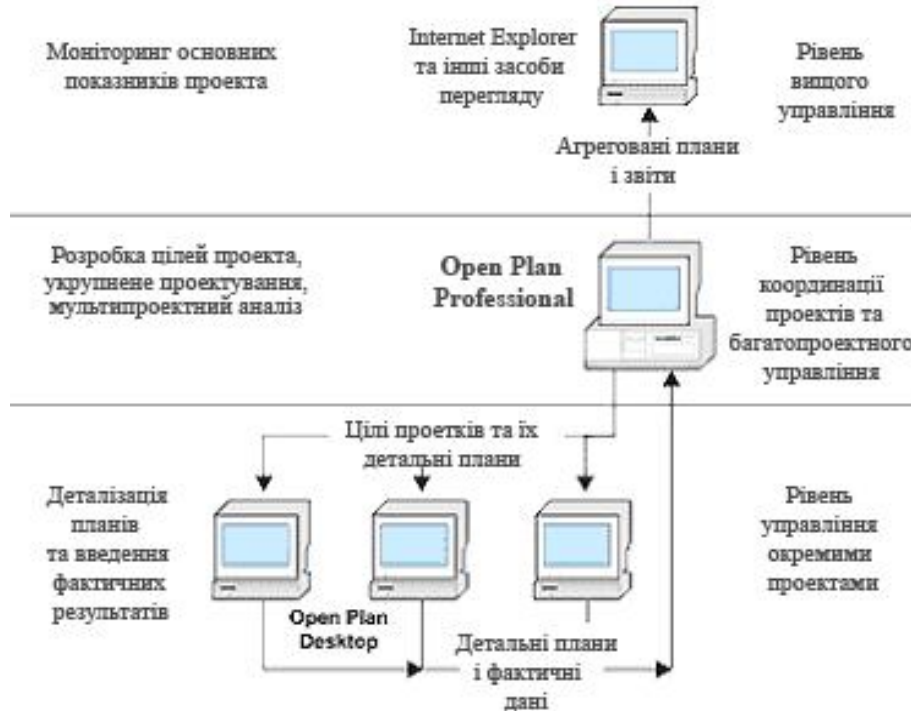 Моніторинг основних
показників проекта
Internet Explorer
та інші засоби
перегляду
Рівень
вищого
управління
Агреговані плани
і звіти
Розробка цілей проекта,
укрупнене проектування,
мультипроектний аналіз
Open Plan
Professional
Рівень
координації
проектів та
багатопроектного
управління
Цілі проетків та їх
детальні плани
Деталізація
планів
та введення
фактичних
результатів
Рівень
управління
окремими
проектами
Open Plan
Desktop
Детальні плани
і фактичні
дані